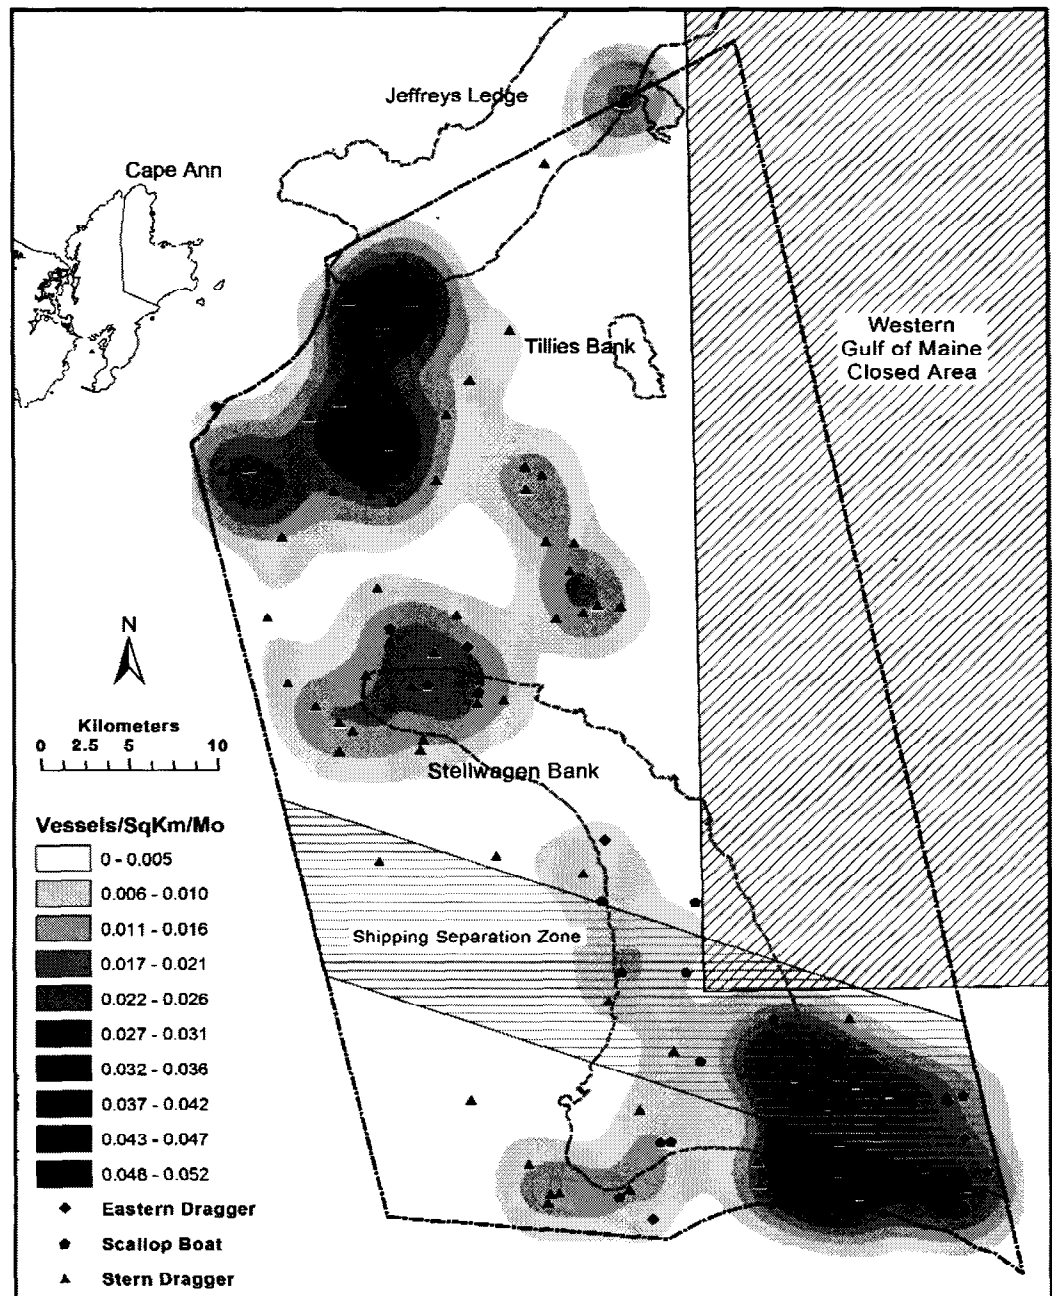 Jeffreys Ledge
Cape Ann
Western
Gulf of Maine
Closed Area
Tillies Bank
N
Kilometers
0 2.5 5 10
Stellwagen Bank
Vessels/SqKm/Mo
0 - 0.005
0.006 - 0.010
0.011 - 0.016
0.017 - 0.021
0.022 - 0.026
0.027 - 0.031
0.032 - 0.036
0.037 - 0.042
0.043 - 0.047
0.048 - 0.052
Shipping Separation Zone
Eastern Dragger
Scallop Boat
Stern Dragger